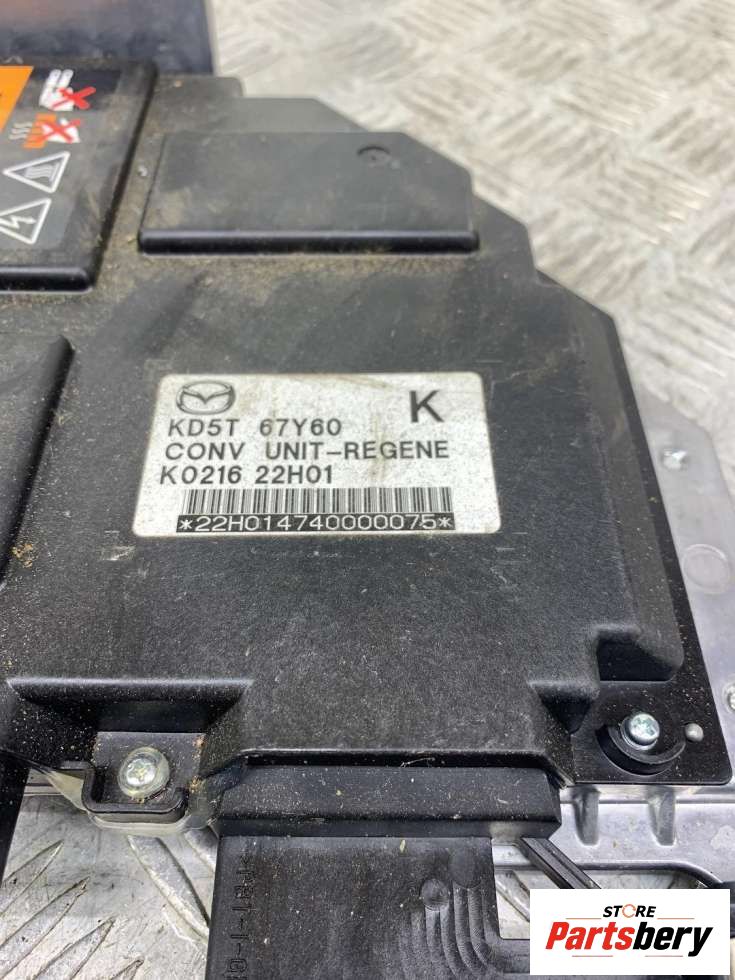 K
KD5T 67Y60
CONV UNIT-REGENE
K0216 22H01
*22H014740000075*
STORE
Partsbery